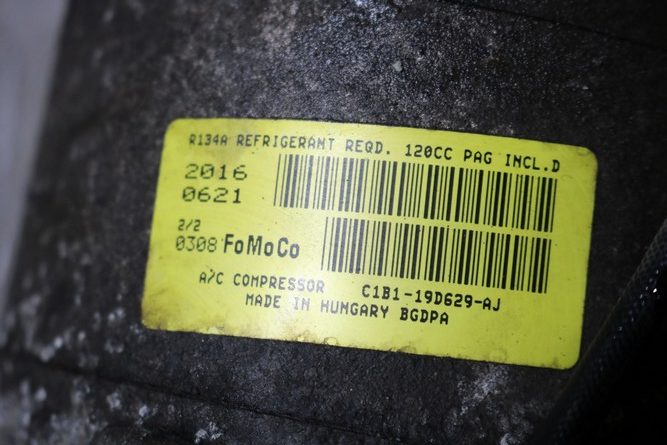 R134A REFRIGERANT REQD. 120CC PAG INCL.D
2016
0621
2/2
0308 FoMoCo
A/C COMPRESSOR C1B1-19D629-AJ
MADE IN HUNGARY BGDPA